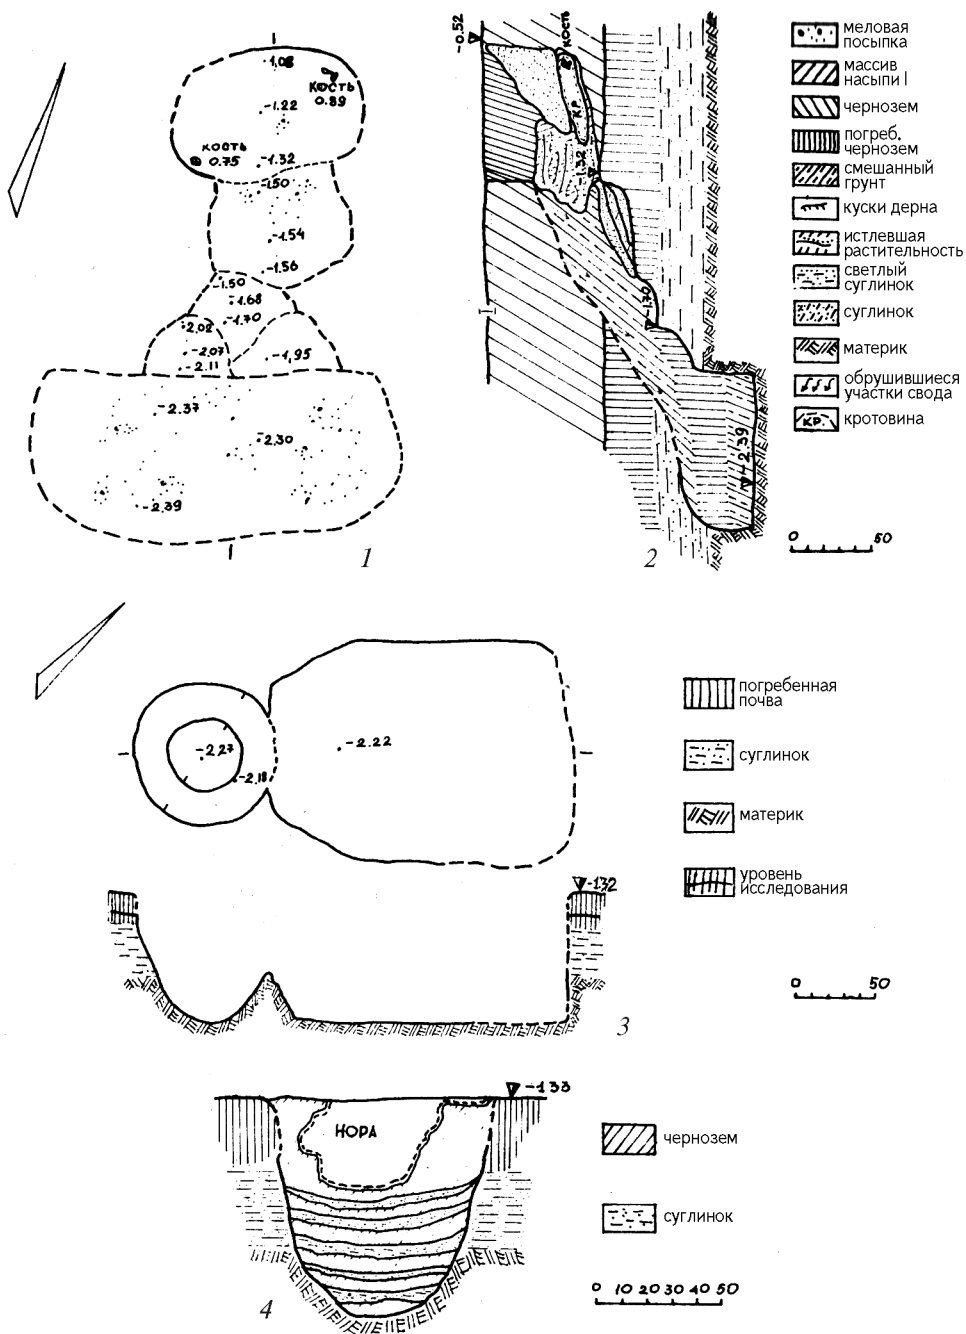 -1.08
кость
0.89
-1.22
кость
0.75
-1.32
-1.50
-1.54
-1.56
-1.50
-1.68
-1.70
-2.02
-2.07
-2.11
-1,95
-2.37
-2.30
-2.39
1
-0.52
кость
КР.
-1.32
-1.70
I
-2.39
2
меловая
посыпка
массив
насыпи I
чернозем
погреб.
чернозем
смешанный
грунт
куски дерна
истлевшая
растительность
светлый
суглинок
суглинок
материк
обрушившиеся
участки свода
КР.
кротовина
0 50
-2.27
-2.18
-2.22
погребенная
почва
суглинок
материк
уровень
исследования
-132
0 50
3
-133
НОРА
чернозем
суглинок
4
0 10 20 30 40 50